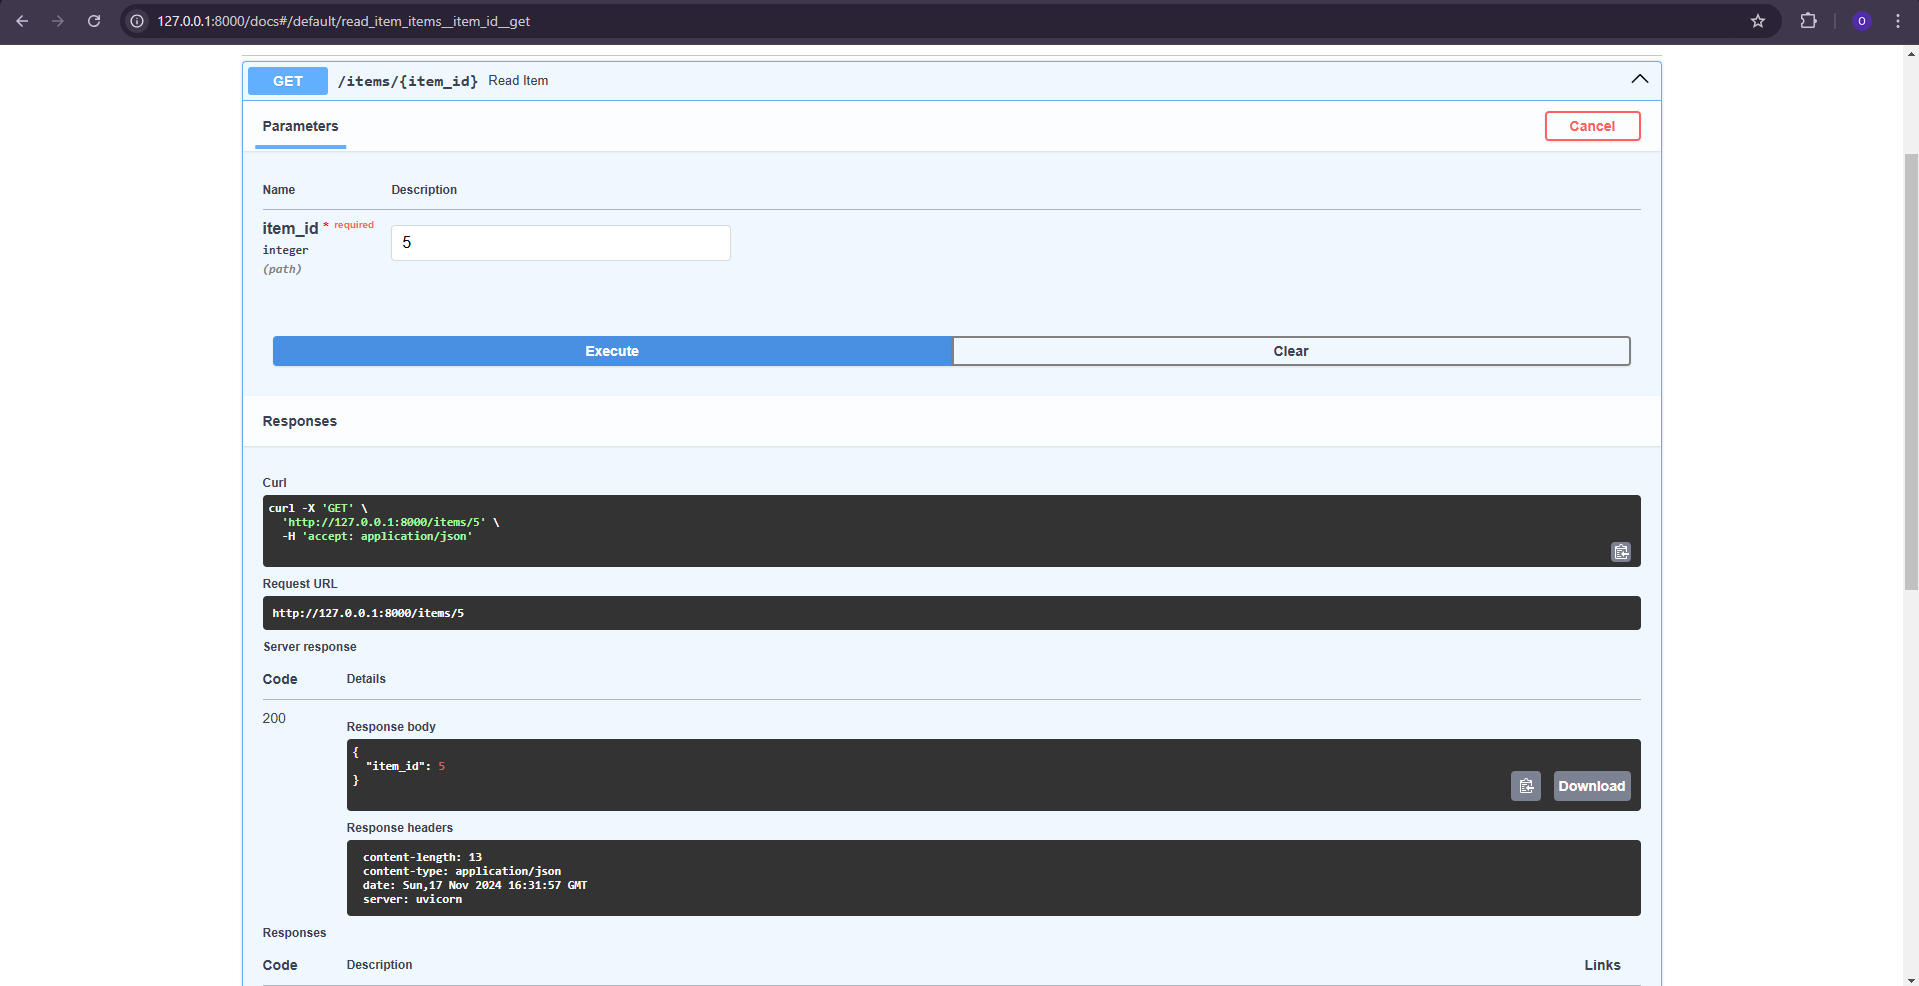 127.0.0.1:8000/docs#/default/read_item_items__item_id__get
O
GET /items/{item_id} Read Item
Parameters
Cancel
Name Description
item_id * required
integer
(path)
5
Execute Clear
Responses
Curl
curl -X 'GET' \
'http://127.0.0.1:8000/items/5' \
-H 'accept: application/json'
Request URL
http://127.0.0.1:8000/items/5
Server response
Code Details
200
Response body
{
"item_id": 5
}
Download
Response headers
content-length: 13
content-type: application/json
date: Sun,17 Nov 2024 16:31:57 GMT
server: uvicorn
Responses
Code Description Links